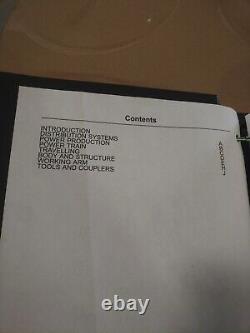 Contents
INTRODUCTION
DISTRIBUTION SYSTEMS
POWER PRODUCTION
POWER TRAIN
TRAVELLING
BODY AND STRUCTURE
WORKING ARM
TOOLS AND COUPLERS